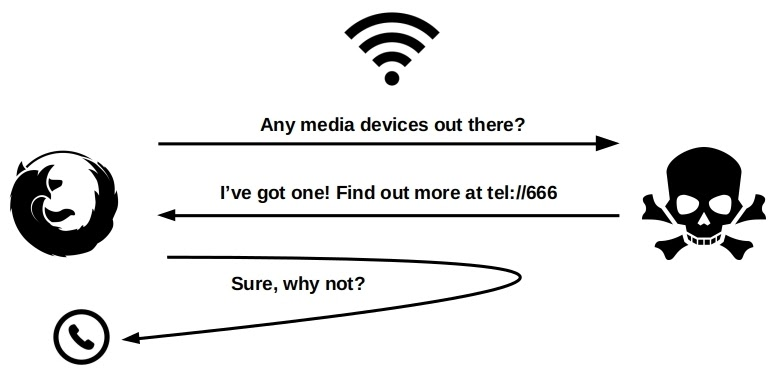 Any media devices out there?
I've got one! Find out more at tel://666
Sure, why not?